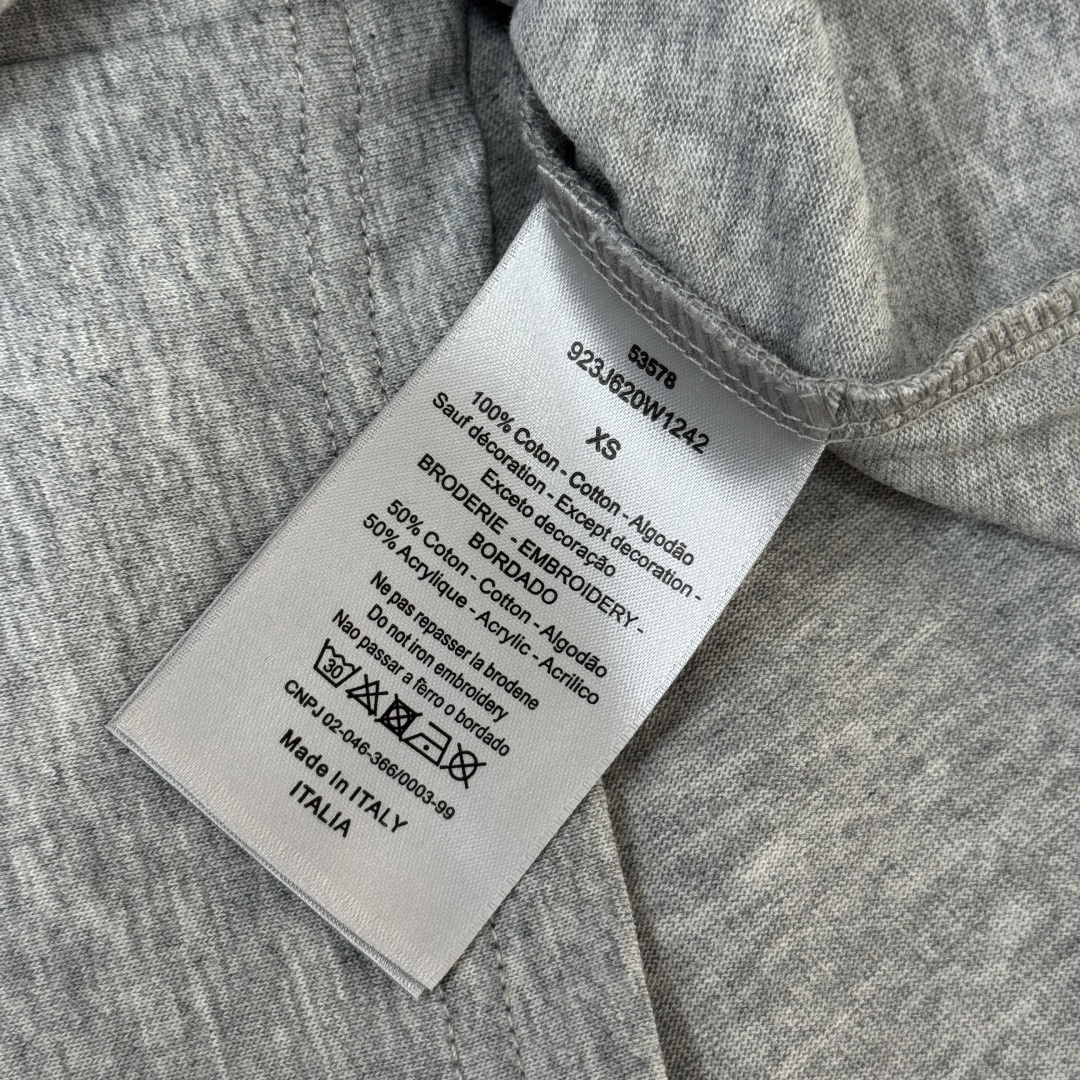 53578
923J620W1242
XS
100% Coton - Cotton - Algodão
Sauf décoration - Except decoration -
Exceto decoração
BRODERIE - EMBROIDERY -
BORDADO
50% Coton - Cotton - Algodão
50% Acrylique - Acrylic - Acrilico
Ne pas repasser la brodene
Do not iron embroidery
Nao passar a ferro o bordado
30
CNPJ 02-046-366/0003-99
Made In ITALY
ITALIA